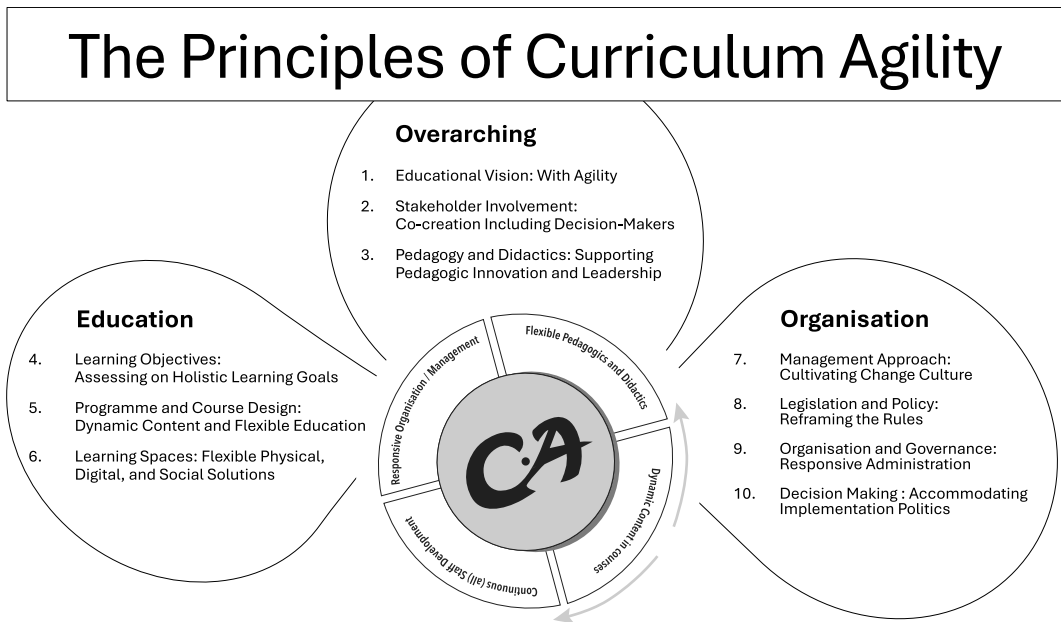 The Principles of Curriculum Agility
Overarching
1. Educational Vision: With Agility
2. Stakeholder Involvement:
Co-creation Including Decision-Makers
3. Pedagogy and Didactics: Supporting
Pedagogic Innovation and Leadership
Education
4. Learning Objectives:
Assessing on Holistic Learning Goals
5. Programme and Course Design:
Dynamic Content and Flexible Education
6. Learning Spaces: Flexible Physical,
Digital, and Social Solutions
Organisation
7. Management Approach:
Cultivating Change Culture
8. Legislation and Policy:
Reframing the Rules
9. Organisation and Governance:
Responsive Administration
10. Decision Making : Accommodating
Implementation Politics
Responsive Organisation / Management
Flexible Pedagogics and Didactics
Dynamic Content in courses
Continuous (all) Staff Development
C.A